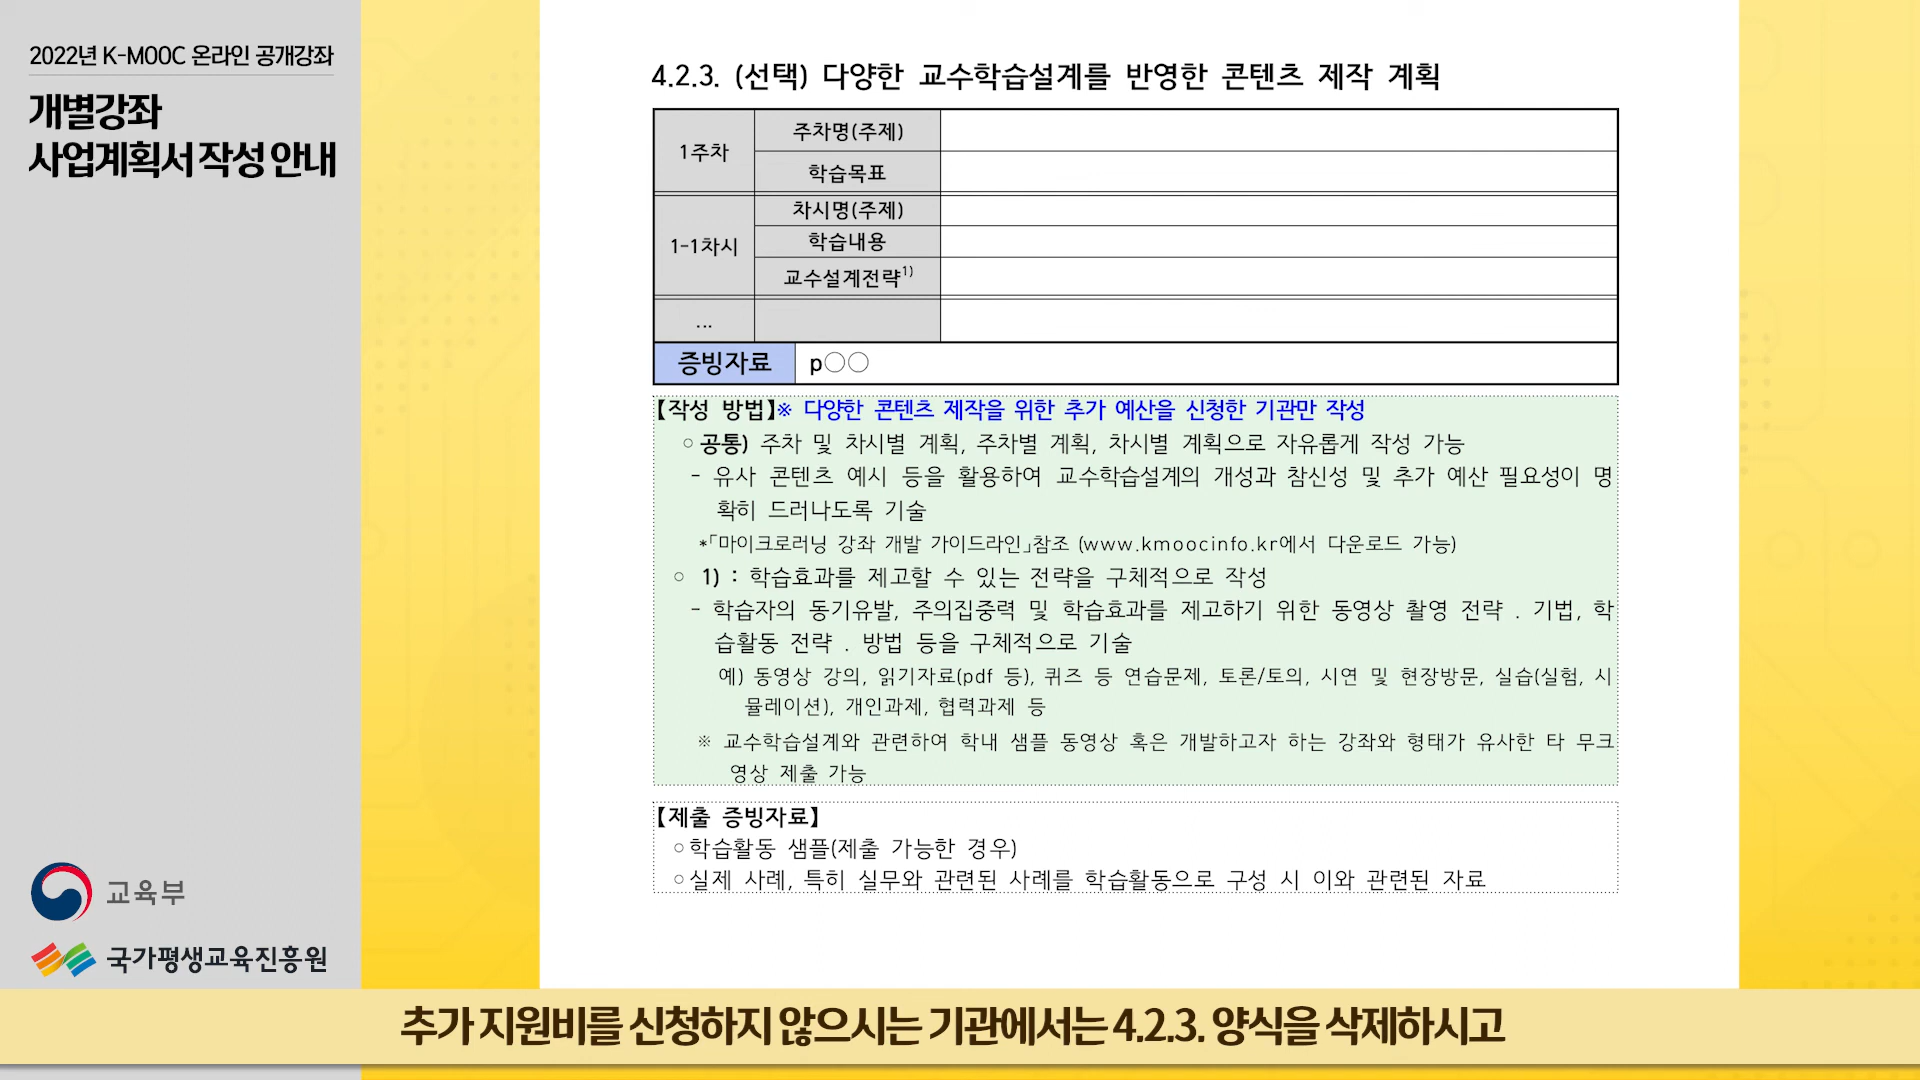 2022년 K-MOOC 온라인 공개강좌
개별강좌
사업계획서 작성 안내
4.2.3. (선택) 다양한 교수학습설계를 반영한 콘텐츠 제작 계획
1주차
주차명(주제)
학습목표
1-1차시
차시명(주제)
학습내용
교수설계전략1)
...
증빙자료
p○○
【작성 방법】※ 다양한 콘텐츠 제작을 위한 추가 예산을 신청한 기관만 작성
○ 공통) 주차 및 차시별 계획, 주차별 계획, 차시별 계획으로 자유롭게 작성 가능
- 유사 콘텐츠 예시 등을 활용하여 교수학습설계의 개성과 참신성 및 추가 예산 필요성이 명
확히 드러나도록 기술
*「마이크로러닝 강좌 개발 가이드라인」참조 (www.kmoocinfo.kr에서 다운로드 가능)
○ 1) : 학습효과를 제고할 수 있는 전략을 구체적으로 작성
- 학습자의 동기유발, 주의집중력 및 학습효과를 제고하기 위한 동영상 촬영 전략 . 기법, 학
습활동 전략 . 방법 등을 구체적으로 기술
예) 동영상 강의, 읽기자료(pdf 등), 퀴즈 등 연습문제, 토론/토의, 시연 및 현장방문, 실습(실험, 시
뮬레이션), 개인과제, 협력과제 등
※ 교수학습설계와 관련하여 학내 샘플 동영상 혹은 개발하고자 하는 강좌와 형태가 유사한 타 무크
영상 제출 가능
【제출 증빙자료】
○ 학습활동 샘플(제출 가능한 경우)
○ 실제 사례, 특히 실무와 관련된 사례를 학습활동으로 구성 시 이와 관련된 자료
교육부
국가평생교육진흥원
추가 지원비를 신청하지 않으시는 기관에서는 4.2.3. 양식을 삭제하시고